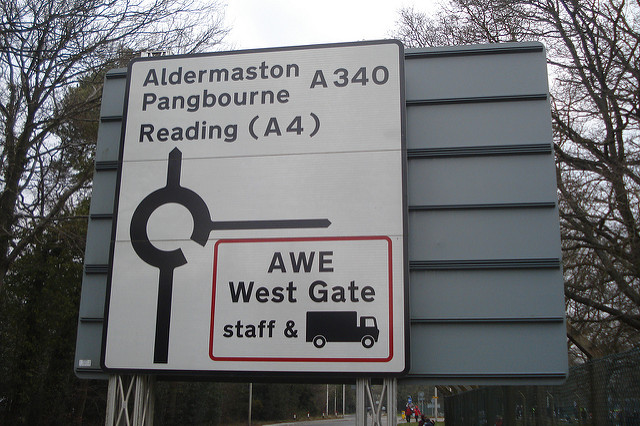 Aldermaston A340
Pangbourne
Reading (A4)
AWE
West Gate
staff &